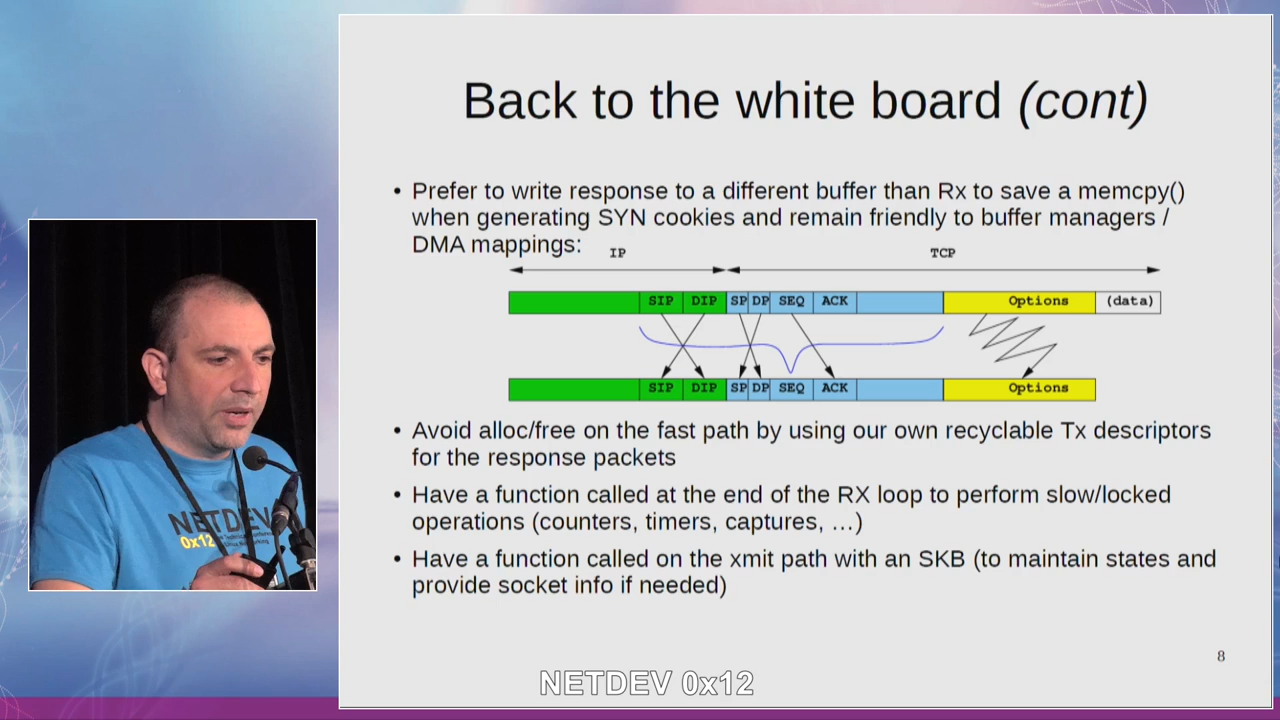 Back to the white board (cont)
• Prefer to write response to a different buffer than Rx to save a memcpy()
when generating SYN cookies and remain friendly to buffer managers /
DMA mappings:
IP TCP
SIP DIP SP DP SEQ ACK Options (data)
SIP DIP SP DP SEQ ACK Options
• Avoid alloc/free on the fast path by using our own recyclable Tx descriptors
for the response packets
• Have a function called at the end of the RX loop to perform slow/locked
operations (counters, timers, captures, …)
• Have a function called on the xmit path with an SKB (to maintain states and
provide socket info if needed)
8
NETDEV
0x12
NETDEV 0x12